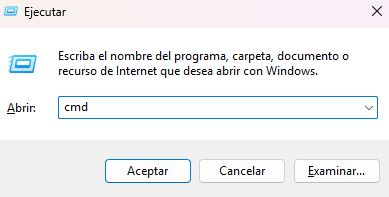 Ejecutar
Escriba el nombre del programa, carpeta, documento o
recurso de Internet que desea abrir con Windows.
Abrir: cmd
Aceptar Cancelar Examinar...